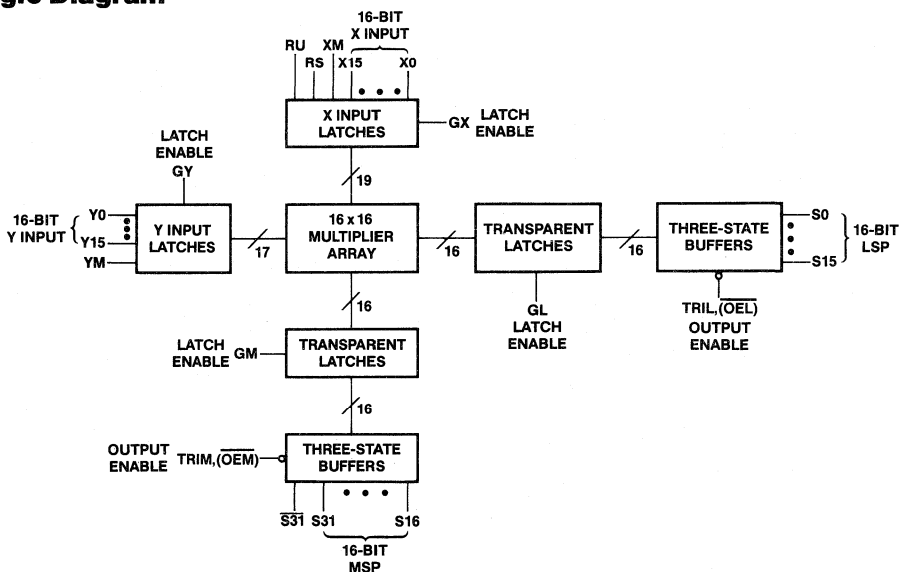 gic Diagram
16-BIT
X INPUT
RU
XM
RS
X15
X0
X INPUT
LATCHES
GX
LATCH
ENABLE
LATCH
ENABLE
GY
19
16-BIT
Y INPUT
Y0
Y15
YM
Y INPUT
LATCHES
17
16 x 16
MULTIPLIER
ARRAY
16
TRANSPARENT
LATCHES
16
THREE-STATE
BUFFERS
S0
S15
16-BIT
LSP
GL
LATCH
ENABLE
TRIL,(OEL)
OUTPUT
ENABLE
16
LATCH
ENABLE
GM
TRANSPARENT
LATCHES
16
OUTPUT
ENABLE
TRIM,(OEM)
THREE-STATE
BUFFERS
S31
S31
S16
16-BIT
MSP